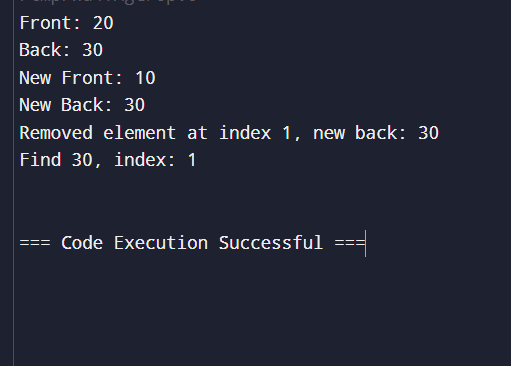 Front: 20
Back: 30
New Front: 10
New Back: 30
Removed element at index 1, new back: 30
Find 30, index: 1
=== Code Execution Successful ===